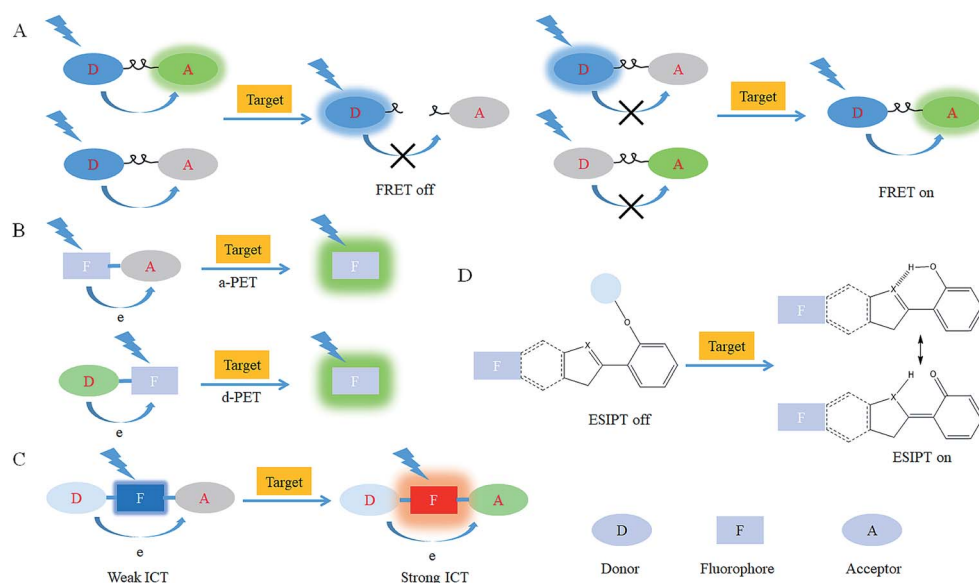 A
D
A
Target
D
A
D
A
FRET off
D
A
Target
D
A
D
A
FRET on
B
F
A
e
Target
a-PET
F
D
F
e
Target
d-PET
F
C
D
F
A
e
Weak ICT
Target
D
F
A
e
Strong ICT
D
F
X
O
ESIPT off
Target
F
X
H
O
F
X
H
O
ESIPT on
D
F
A
Donor
Fluorophore
Acceptor